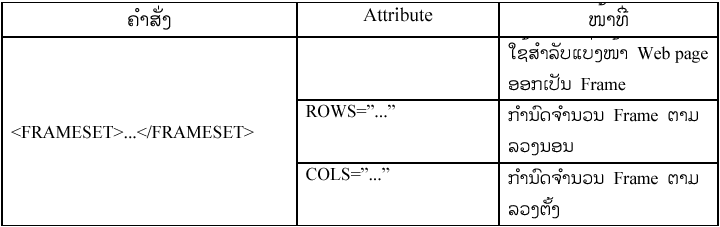 ຄຳສັ່ງ Attribute ໜ້າທີ່
ໃຊ້ສຳລັບແບ່ງໜ້າ Web page
ອອກເປັນ Frame
<FRAMESET>...</FRAMESET>
ROWS=”...” ກຳນົດຈຳນວນ Frame ຕາມ
ລວງນອນ
COLS=”...” ກຳນົດຈຳນວນ Frame ຕາມ
ລວງຕັ້ງ